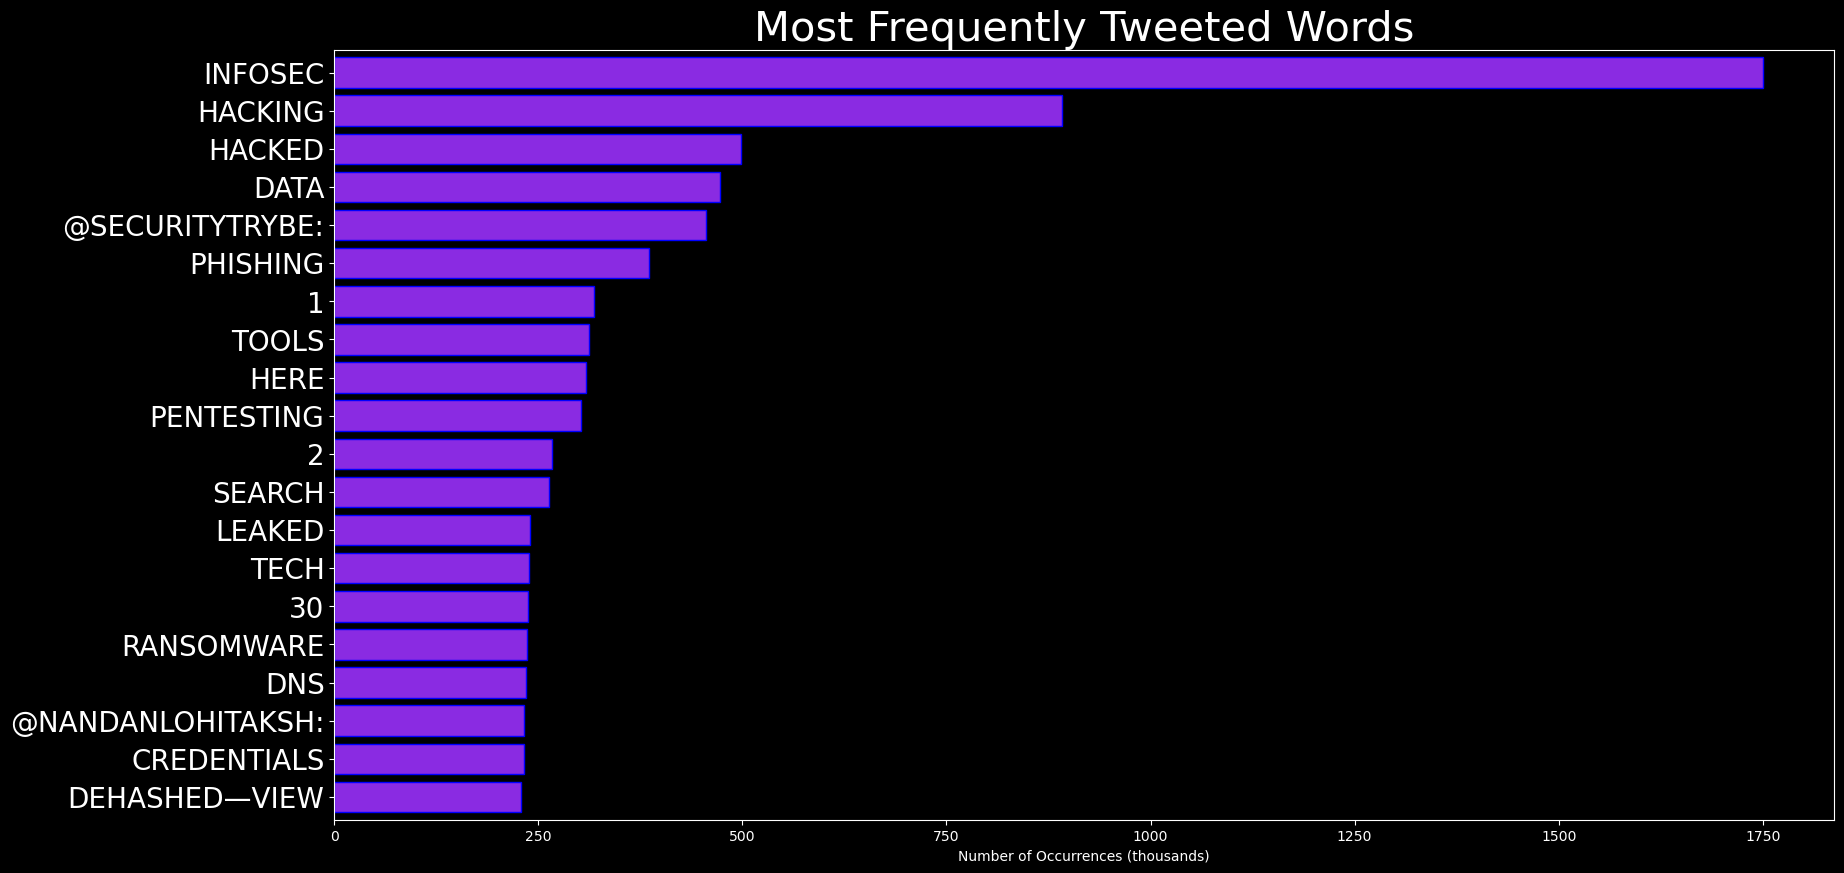 Most Frequently Tweeted Words
INFOSEC
HACKING
HACKED
DATA
@SECURITYTRYBE:
PHISHING
1
TOOLS
HERE
PENTESTING
2
SEARCH
LEAKED
TECH
30
RANSOMWARE
DNS
@NANDANLOHITAKSH:
CREDENTIALS
DEHASHED—VIEW
0 250 500 750 1000 1250 1500 1750
Number of Occurrences (thousands)